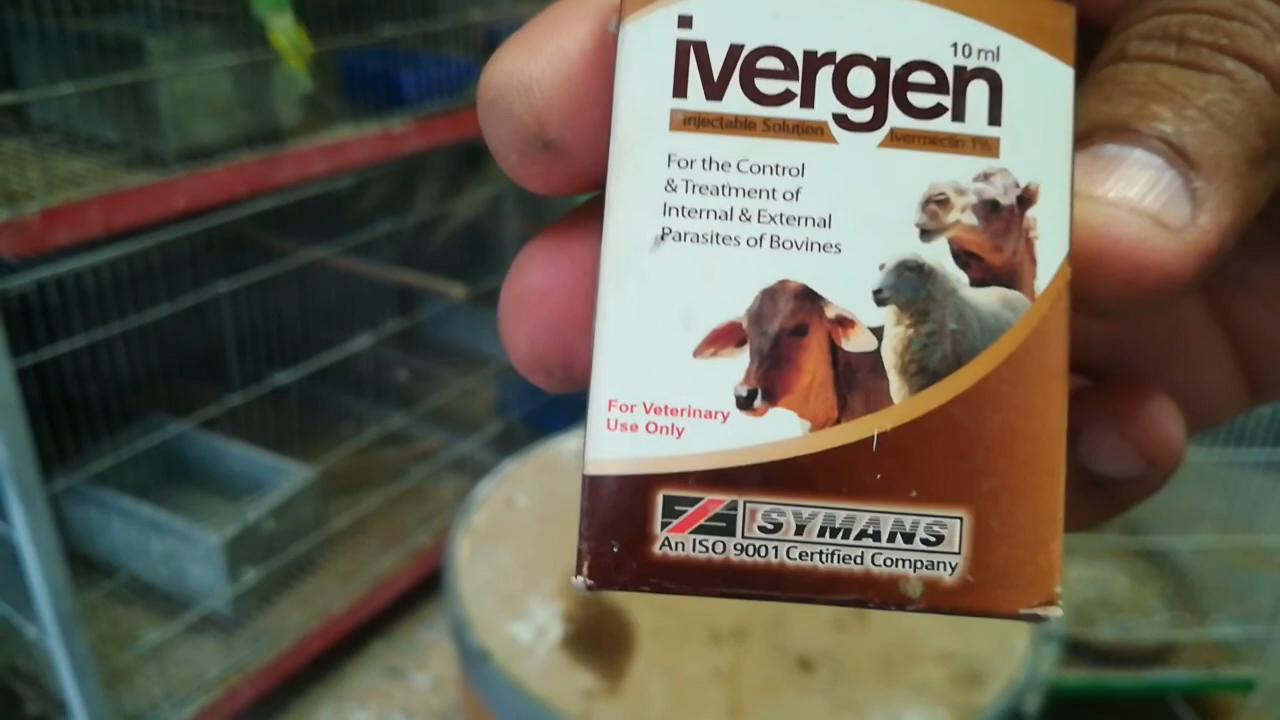 10 ml
ivergen
injectable Solution
Ivermectin 1%
For the Control
& Treatment of
Internal & External
Parasites of Bovines
For Veterinary
Use Only
SYMANS
An ISO 9001 Certified Company